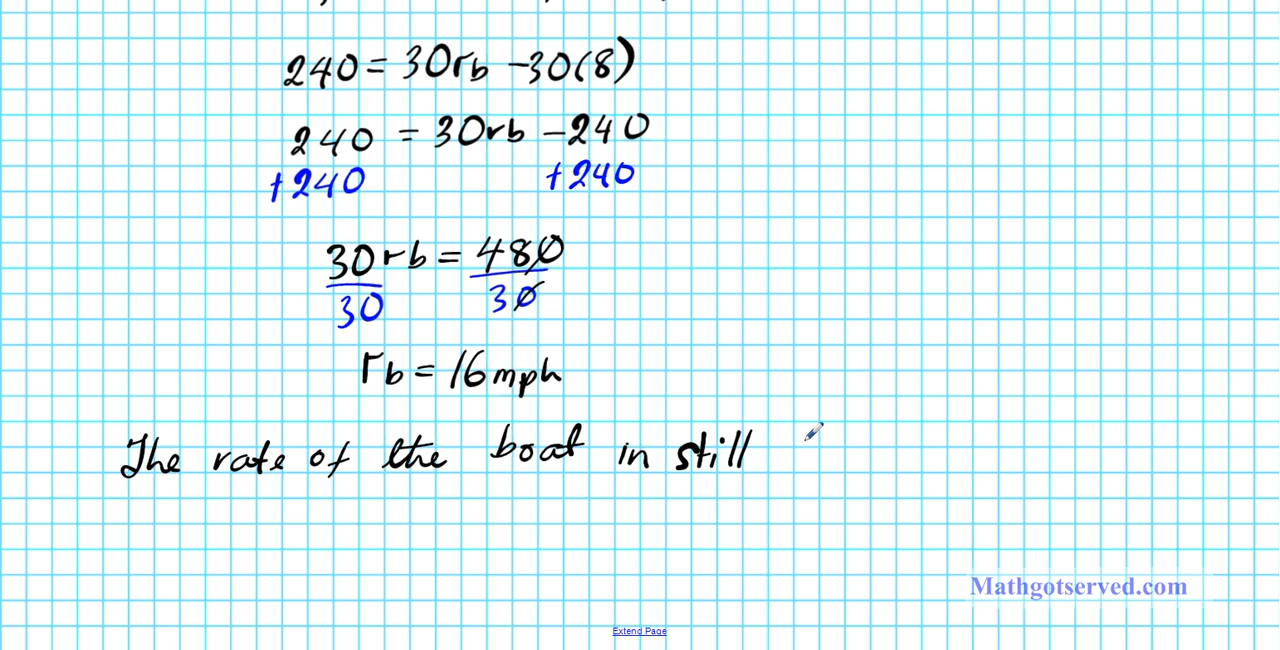 240 = 30rb -30(8)
240 = 30rb -240
+240 +240
30rb = 480
30 30
rb = 16mph
The rate of the boat in still
Mathgotserved.com
Extend Page